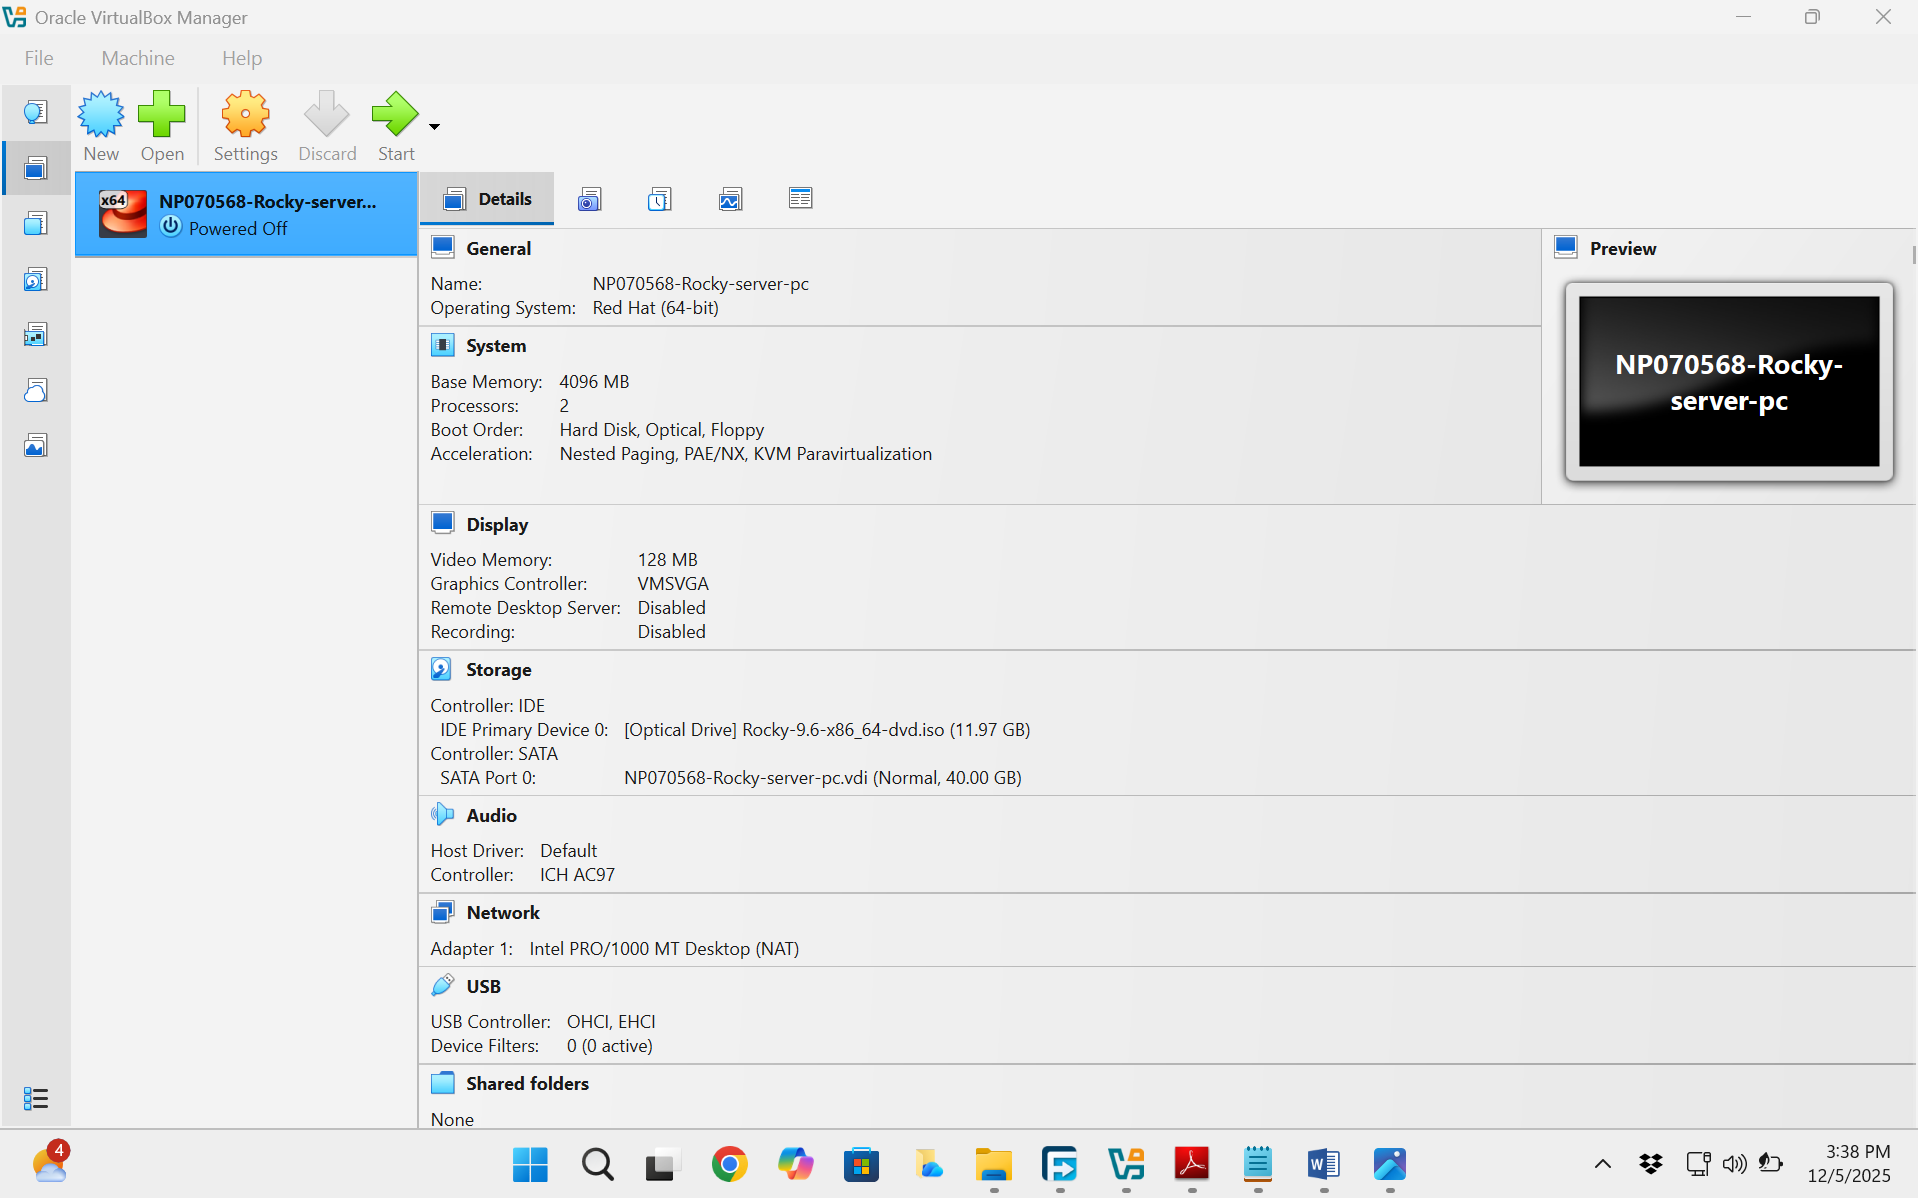 Oracle VirtualBox Manager
File Machine Help
New Open Settings Discard Start
x64
NP070568-Rocky-server...
Powered Off
Details
General
Name: NP070568-Rocky-server-pc
Operating System: Red Hat (64-bit)
Preview
NP070568-Rocky-
server-pc
System
Base Memory: 4096 MB
Processors: 2
Boot Order: Hard Disk, Optical, Floppy
Acceleration: Nested Paging, PAE/NX, KVM Paravirtualization
Display
Video Memory: 128 MB
Graphics Controller: VMSVGA
Remote Desktop Server: Disabled
Recording: Disabled
Storage
Controller: IDE
IDE Primary Device 0: [Optical Drive] Rocky-9.6-x86_64-dvd.iso (11.97 GB)
Controller: SATA
SATA Port 0: NP070568-Rocky-server-pc.vdi (Normal, 40.00 GB)
Audio
Host Driver: Default
Controller: ICH AC97
Network
Adapter 1: Intel PRO/1000 MT Desktop (NAT)
USB
USB Controller: OHCI, EHCI
Device Filters: 0 (0 active)
Shared folders
None
4
3:38 PM
12/5/2025